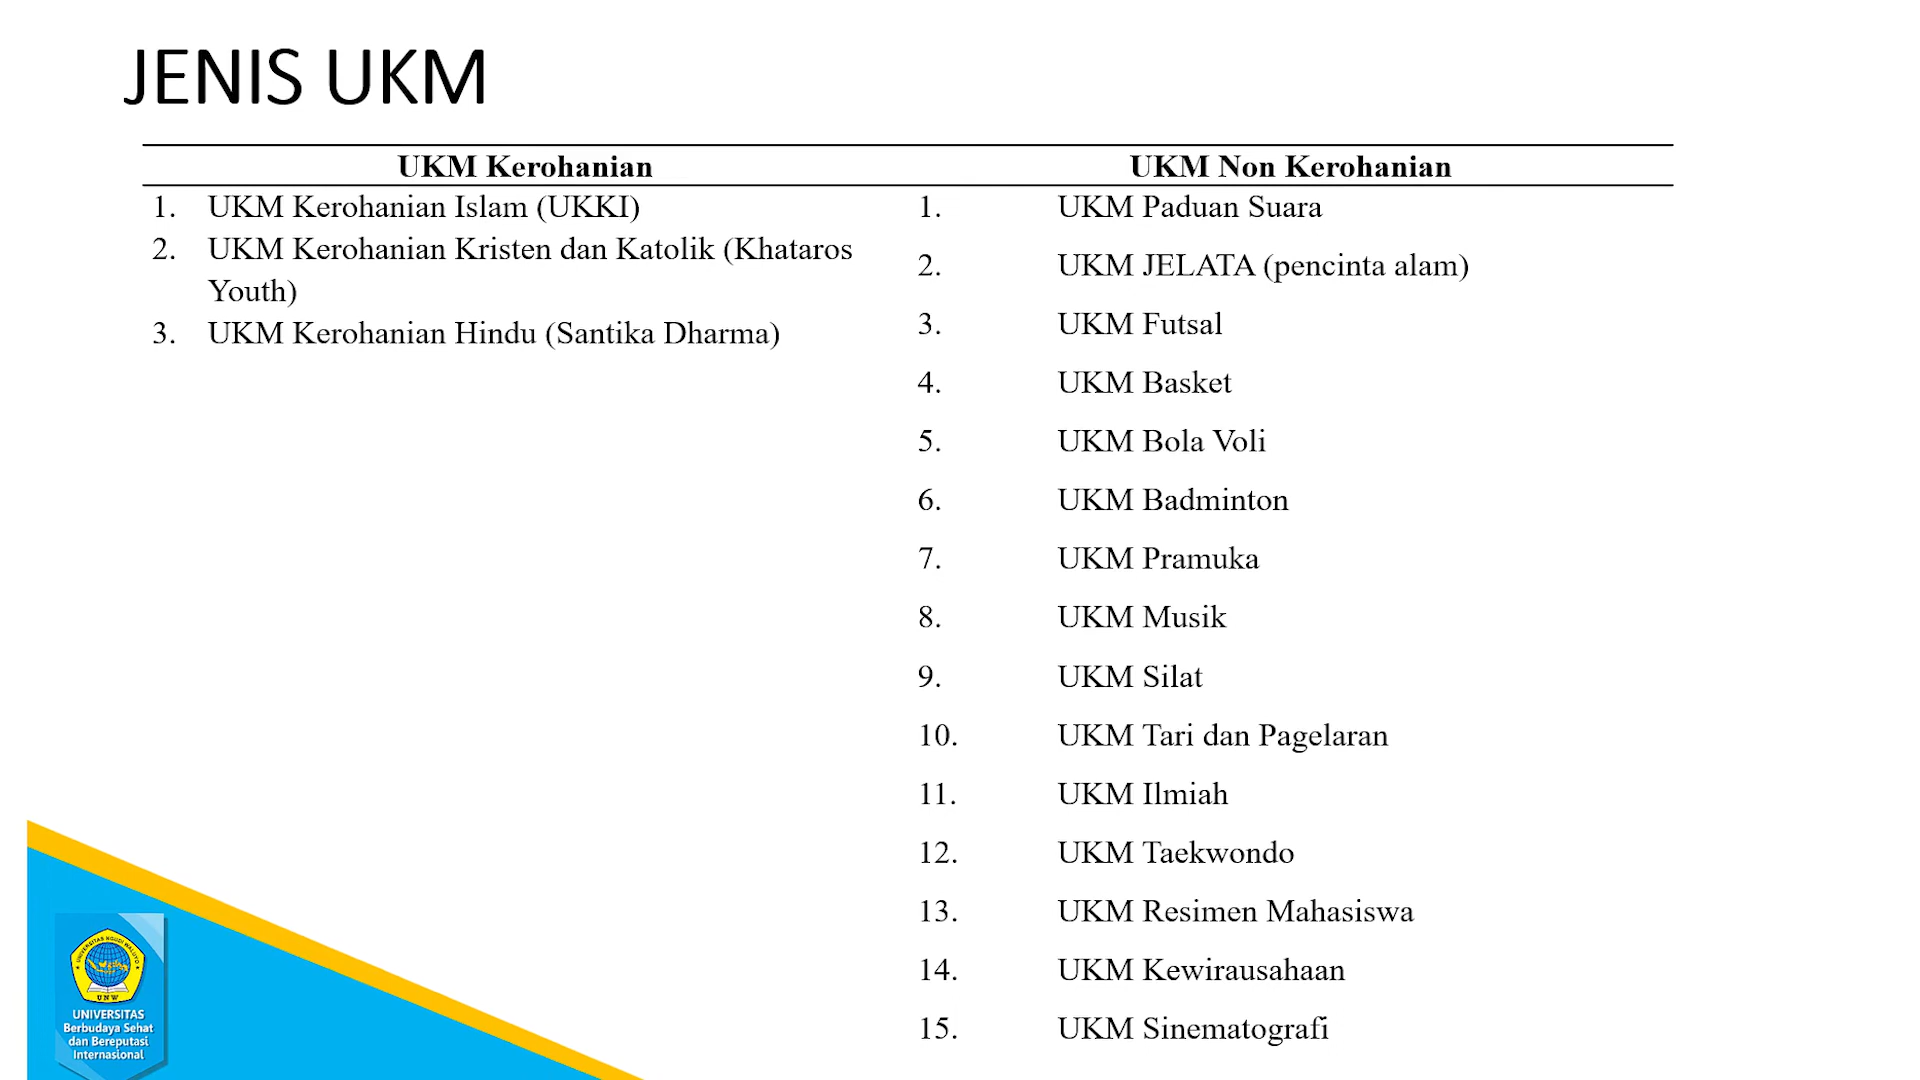 JENIS UKM
UKM Kerohanian
1. UKM Kerohanian Islam (UKKI)
2. UKM Kerohanian Kristen dan Katolik (Khataros
Youth)
3. UKM Kerohanian Hindu (Santika Dharma)
UKM Non Kerohanian
1. UKM Paduan Suara
2. UKM JELATA (pencinta alam)
3. UKM Futsal
4. UKM Basket
5. UKM Bola Voli
6. UKM Badminton
7. UKM Pramuka
8. UKM Musik
9. UKM Silat
10. UKM Tari dan Pagelaran
11. UKM Ilmiah
12. UKM Taekwondo
13. UKM Resimen Mahasiswa
14. UKM Kewirausahaan
15. UKM Sinematografi
UNIVERSITAS NGUDI WALUYO
UNW
UNIVERSITAS
Berbudaya Sehat
dan Bereputasi
Internasional